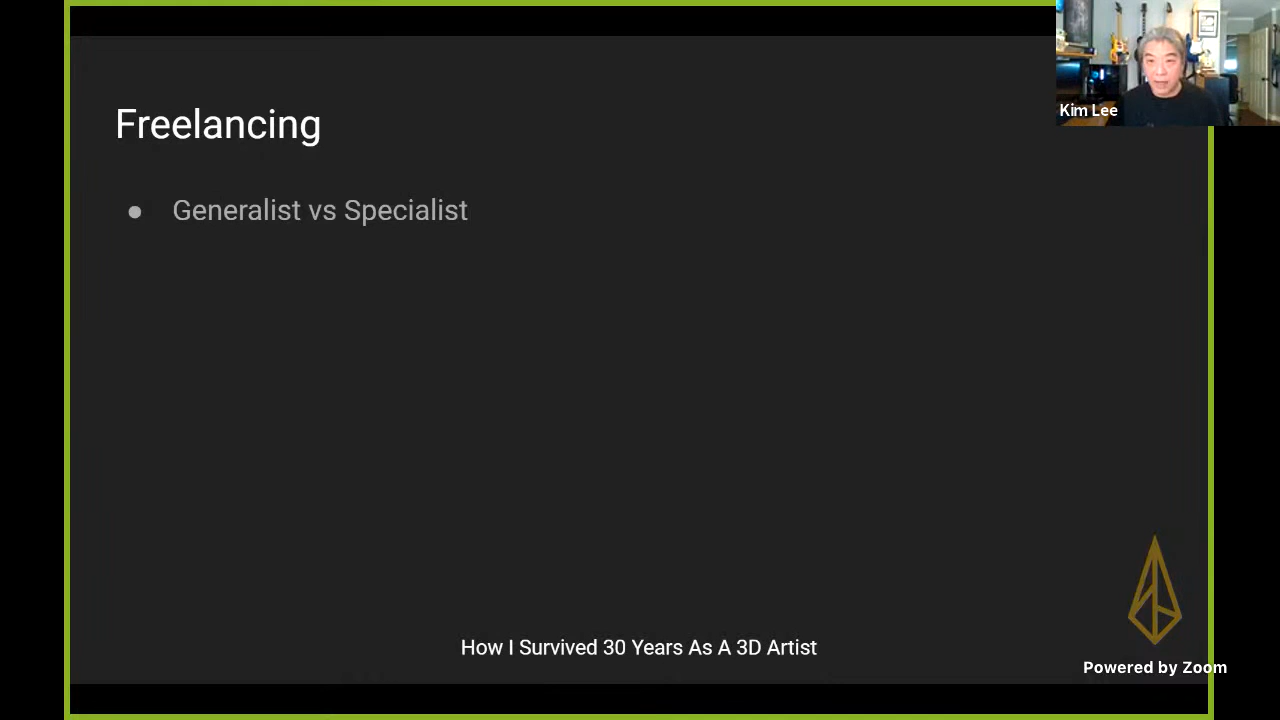 Kim Lee
Freelancing
● Generalist vs Specialist
How I Survived 30 Years As A 3D Artist
Powered by Zoom